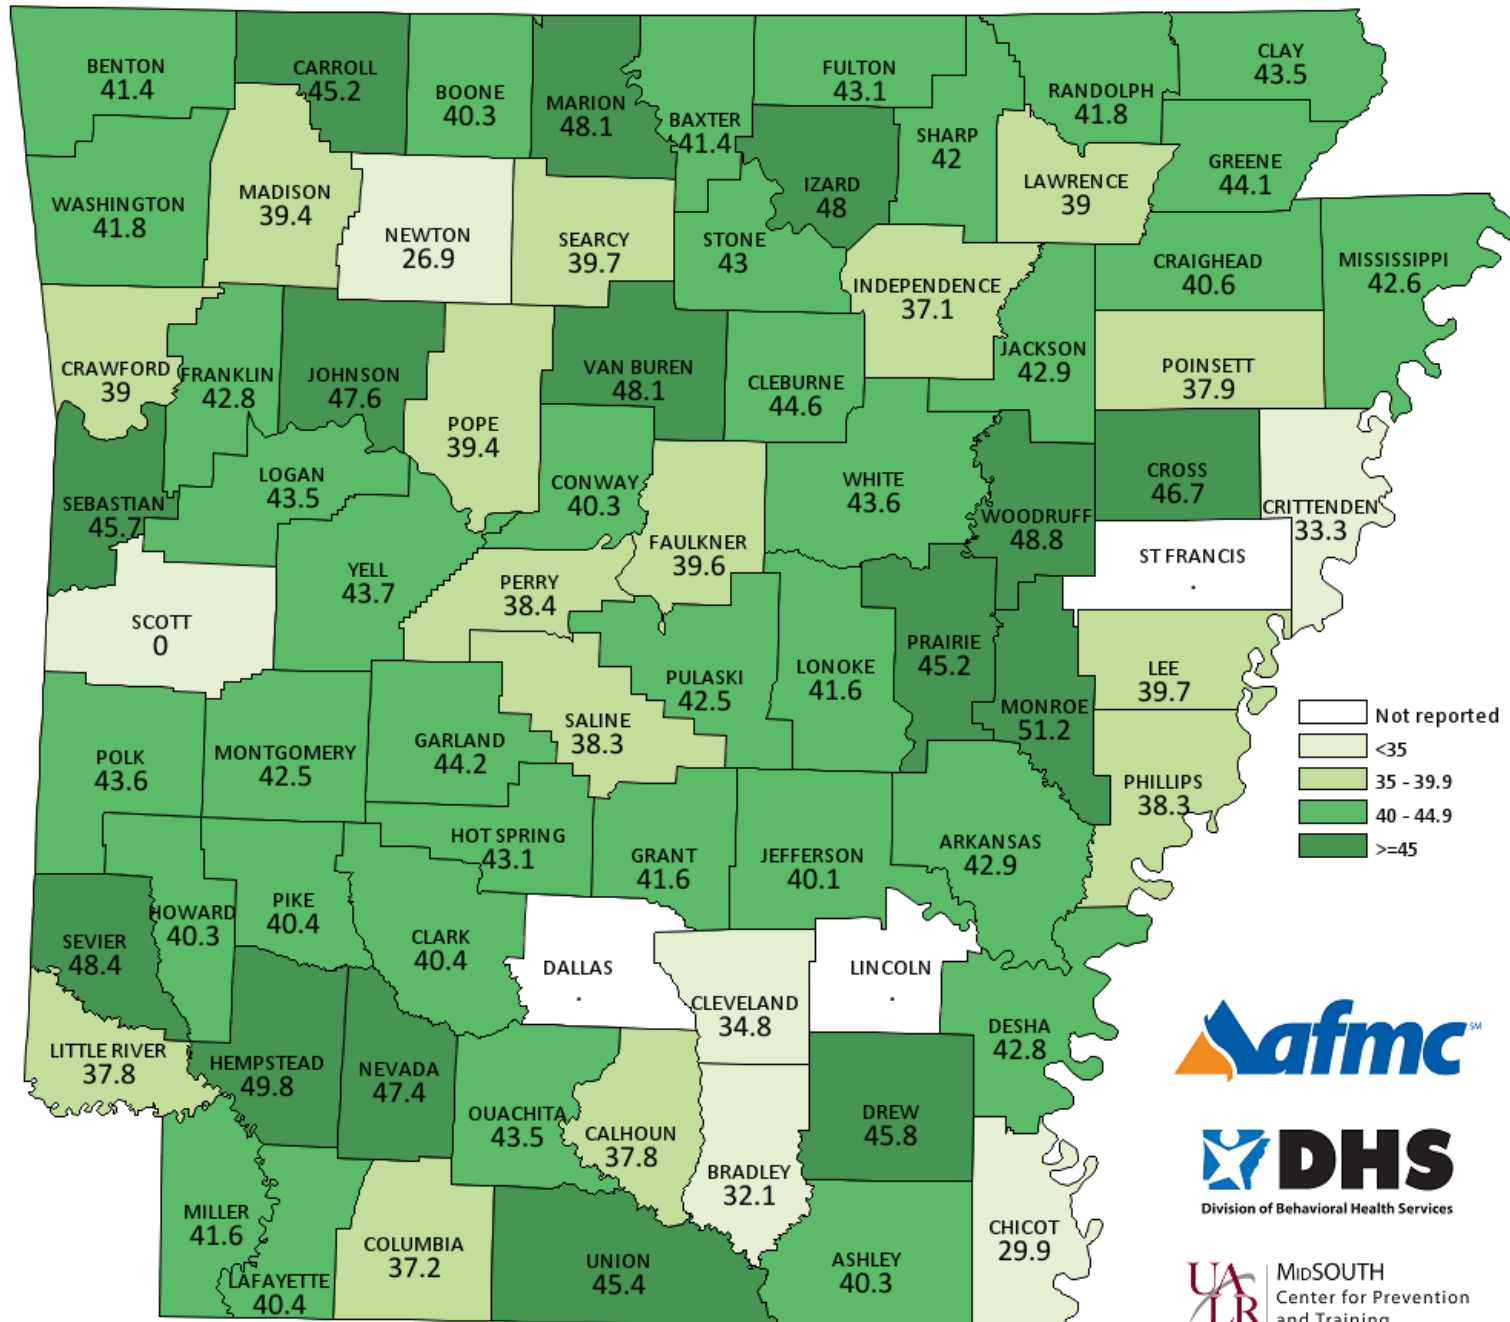 BENTON
41.4
CARROLL
45.2
BOONE
40.3
MARION
48.1
BAXTER
41.4
FULTON
43.1
SHARP
42
RANDOLPH
41.8
CLAY
43.5
WASHINGTON
41.8
MADISON
39.4
NEWTON
26.9
SEARCY
39.7
STONE
43
IZARD
48
LAWRENCE
39
GREENE
44.1
INDEPENDENCE
37.1
CRAIGHEAD
40.6
MISSISSIPPI
42.6
CRAWFORD
39
FRANKLIN
42.8
JOHNSON
47.6
POPE
39.4
VAN BUREN
48.1
CLEBURNE
44.6
JACKSON
42.9
POINSETT
37.9
SEBASTIAN
45.7
LOGAN
43.5
CONWAY
40.3
WHITE
43.6
WOODRUFF
48.8
CROSS
46.7
CRITTENDEN
33.3
YELL
43.7
PERRY
38.4
FAULKNER
39.6
ST FRANCIS
.
SCOTT
0
PULASKI
42.5
LONOKE
41.6
PRAIRIE
45.2
MONROE
51.2
LEE
39.7
POLK
43.6
MONTGOMERY
42.5
GARLAND
44.2
SALINE
38.3
PHILLIPS
38.3
HOT SPRING
43.1
GRANT
41.6
JEFFERSON
40.1
ARKANSAS
42.9
SEVIER
48.4
HOWARD
40.3
PIKE
40.4
CLARK
40.4
DALLAS
.
CLEVELAND
34.8
LINCOLN
.
DESHA
42.8
LITTLE RIVER
37.8
HEMPSTEAD
49.8
NEVADA
47.4
OUACHITA
43.5
CALHOUN
37.8
BRADLEY
32.1
DREW
45.8
MILLER
41.6
LAFAYETTE
40.4
COLUMBIA
37.2
UNION
45.4
ASHLEY
40.3
CHICOT
29.9
Not reported
<35
35 - 39.9
40 - 44.9
>=45
afmc SM
DHS
Division of Behavioral Health Services
UALR
MIDSOUTH
Center for Prevention
and Training